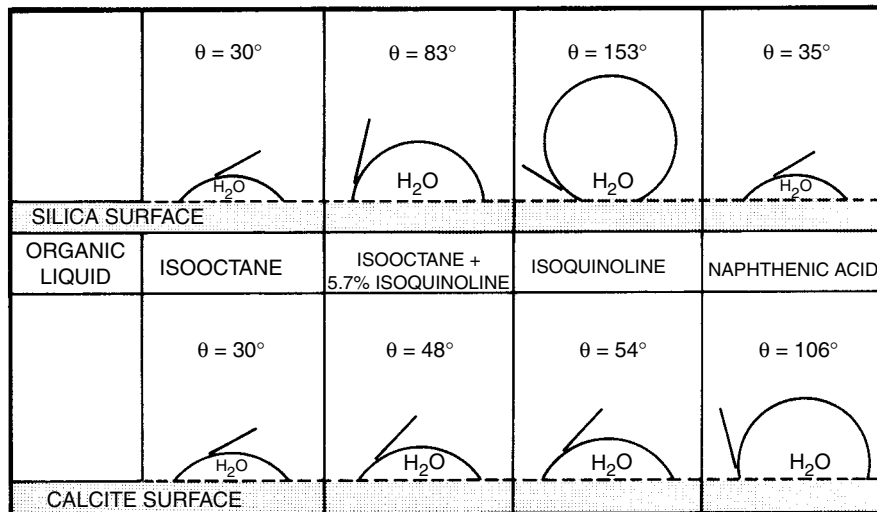 θ = 30° θ = 83° θ = 153° θ = 35°
H₂O H₂O H₂O H₂O
SILICA SURFACE
ORGANIC
LIQUID
ISOOCTANE
ISOOCTANE +
5.7% ISOQUINOLINE
ISOQUINOLINE
NAPHTHENIC ACID
θ = 30° θ = 48° θ = 54° θ = 106°
H₂O H₂O H₂O H₂O
CALCITE SURFACE